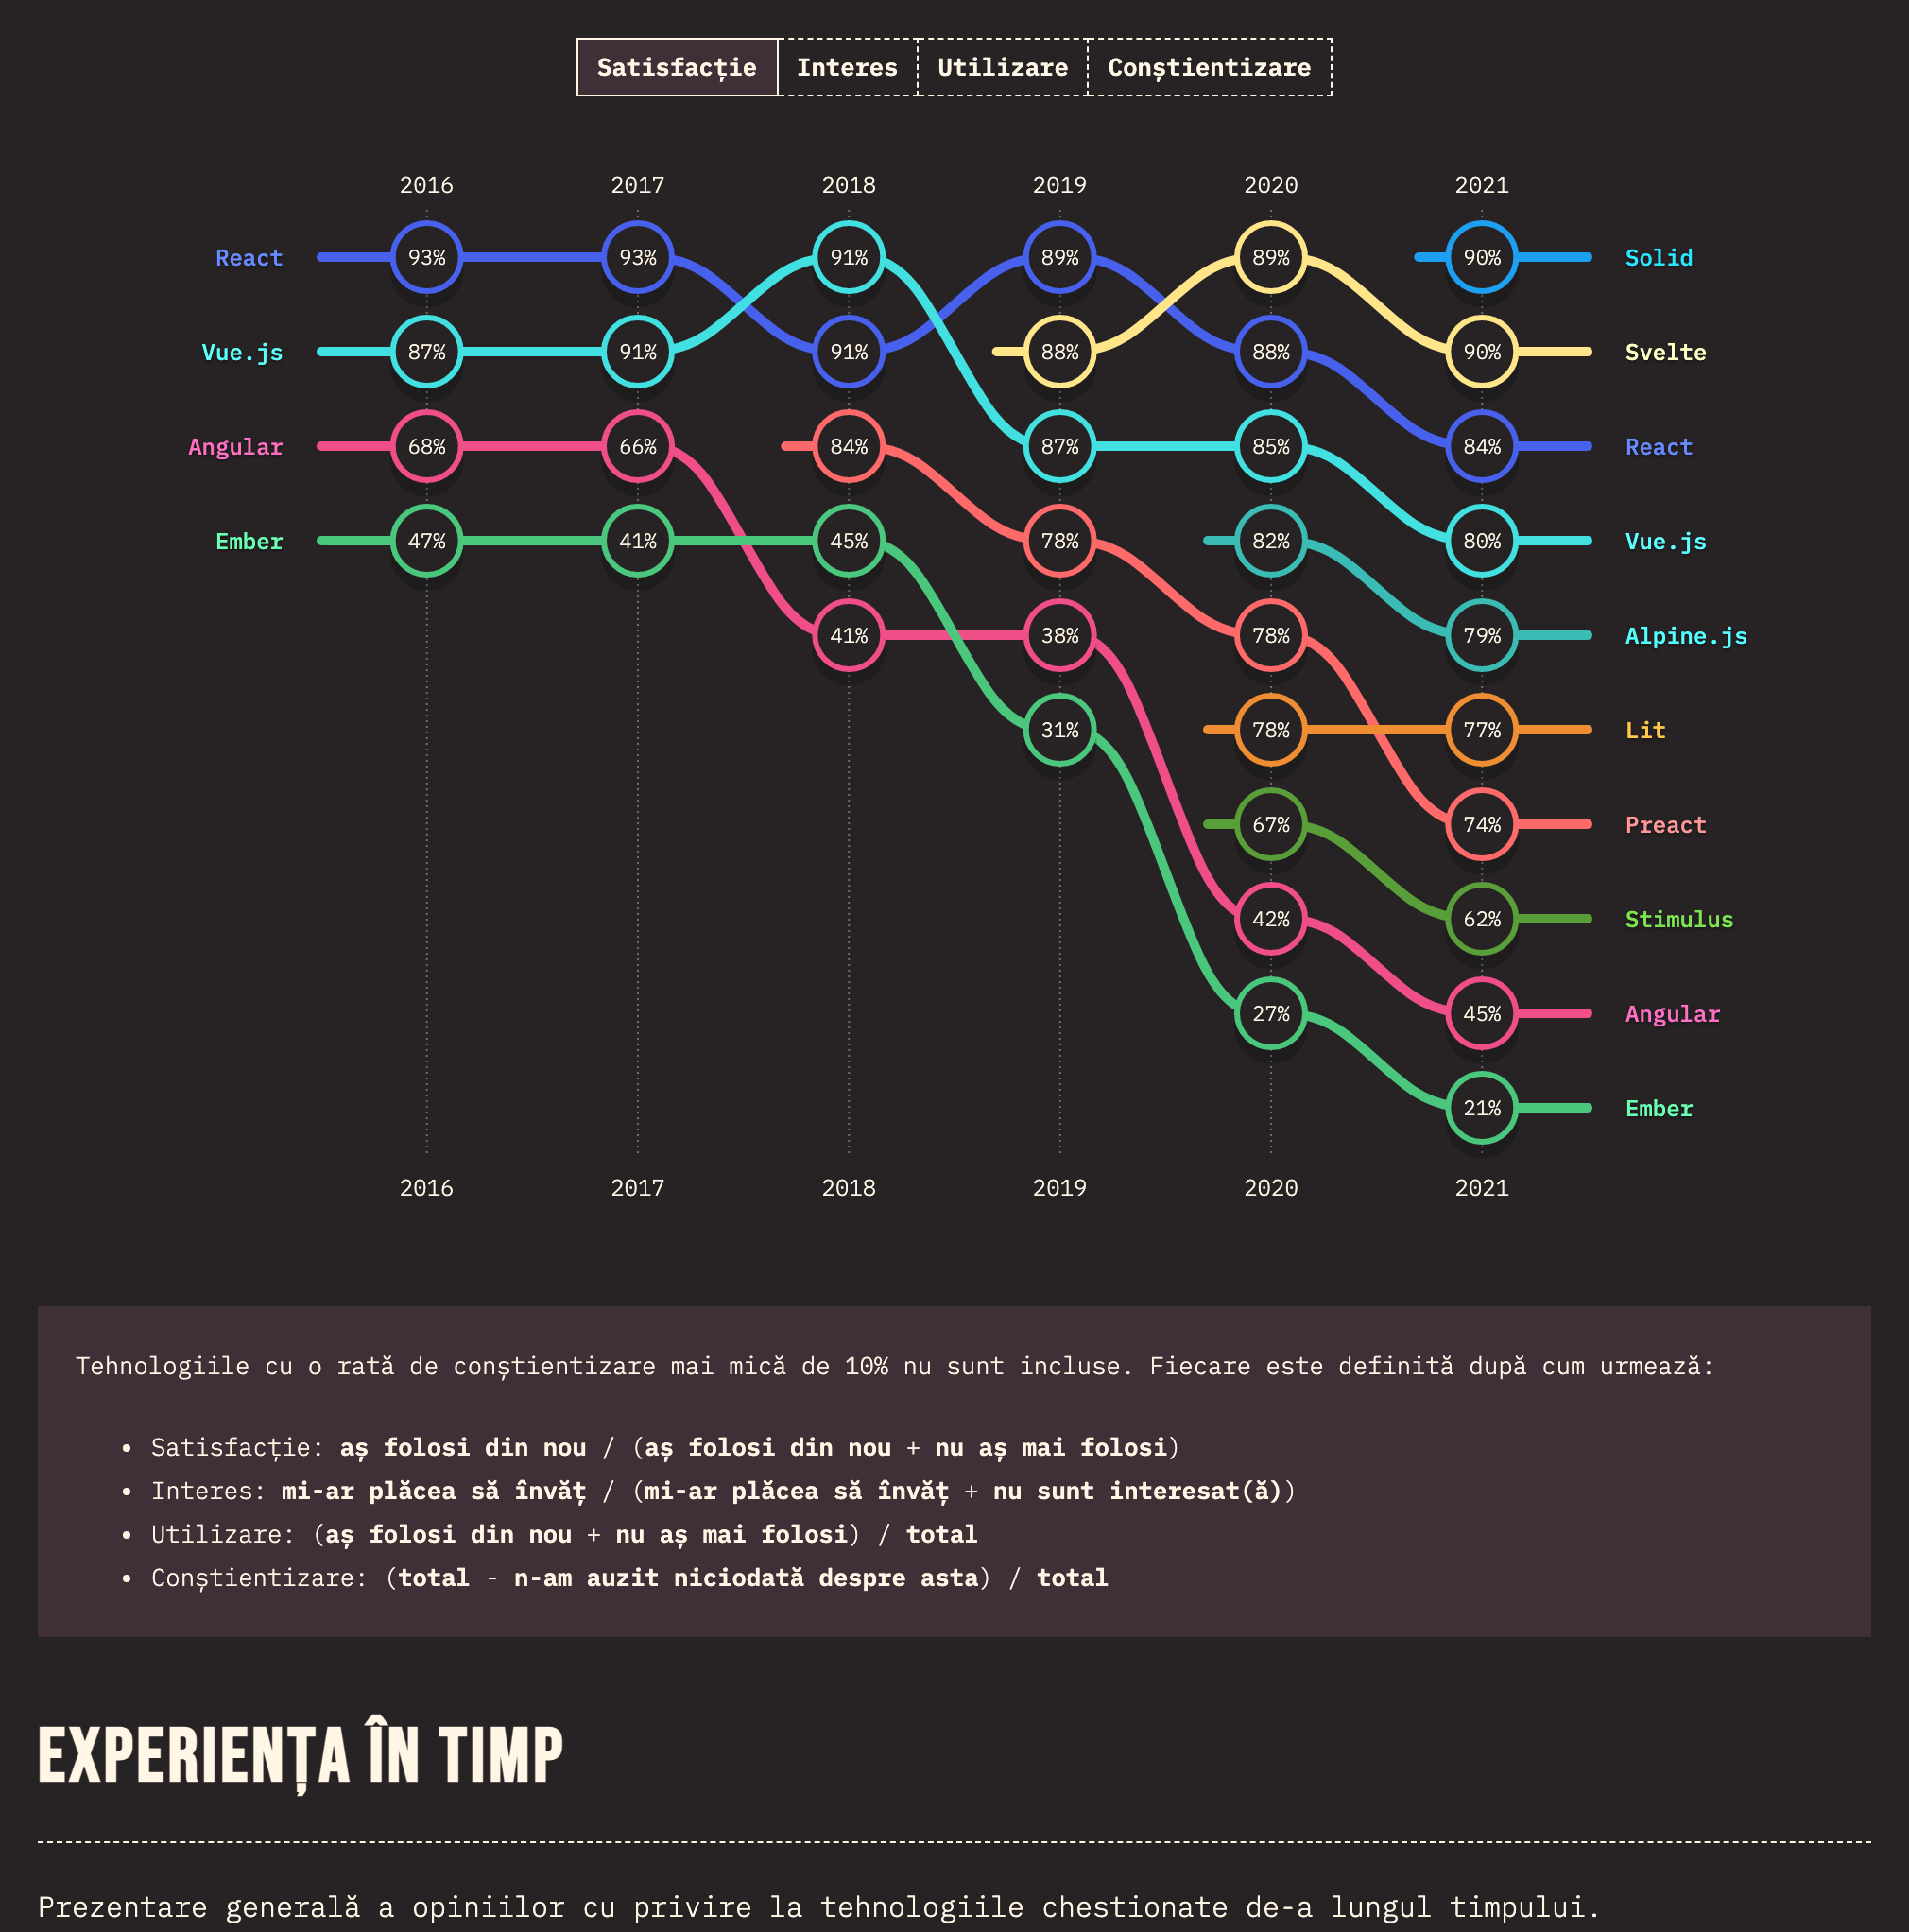 Satisfacție Interes Utilizare Conștientizare
2016 2017 2018 2019 2020 2021
React 93% 93% 91% 89% 89% 90% Solid
Vue.js 87% 91% 91% 88% 88% 90% Svelte
Angular 68% 66% 84% 87% 85% 84% React
Ember 47% 41% 45% 78% 82% 80% Vue.js
41% 38% 78% 79% Alpine.js
31% 78% 77% Lit
67% 74% Preact
42% 62% Stimulus
27% 45% Angular
21% Ember
2016 2017 2018 2019 2020 2021
Tehnologiile cu o rată de conștientizare mai mică de 10% nu sunt incluse. Fiecare este definită după cum urmează:
• Satisfacție: aș folosi din nou / (aș folosi din nou + nu aș mai folosi)
• Interes: mi-ar plăcea să învăț / (mi-ar plăcea să învăț + nu sunt interesat(ă))
• Utilizare: (aș folosi din nou + nu aș mai folosi) / total
• Conștientizare: (total - n-am auzit niciodată despre asta) / total
EXPERIENȚA ÎN TIMP
Prezentare generală a opiniilor cu privire la tehnologiile chestionate de-a lungul timpului.